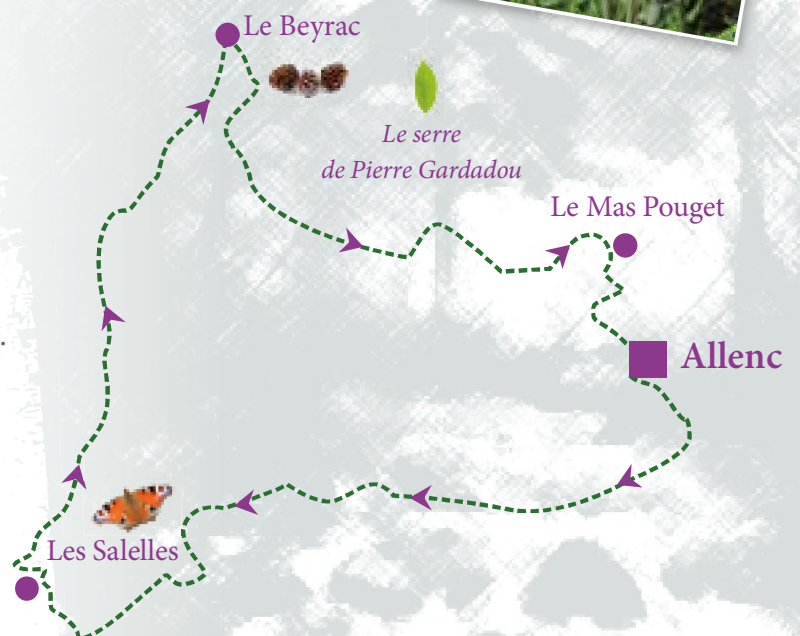 Le Beyrac
Le serre
de Pierre Gardadou
Le Mas Pouget
Allenc
Les Salelles